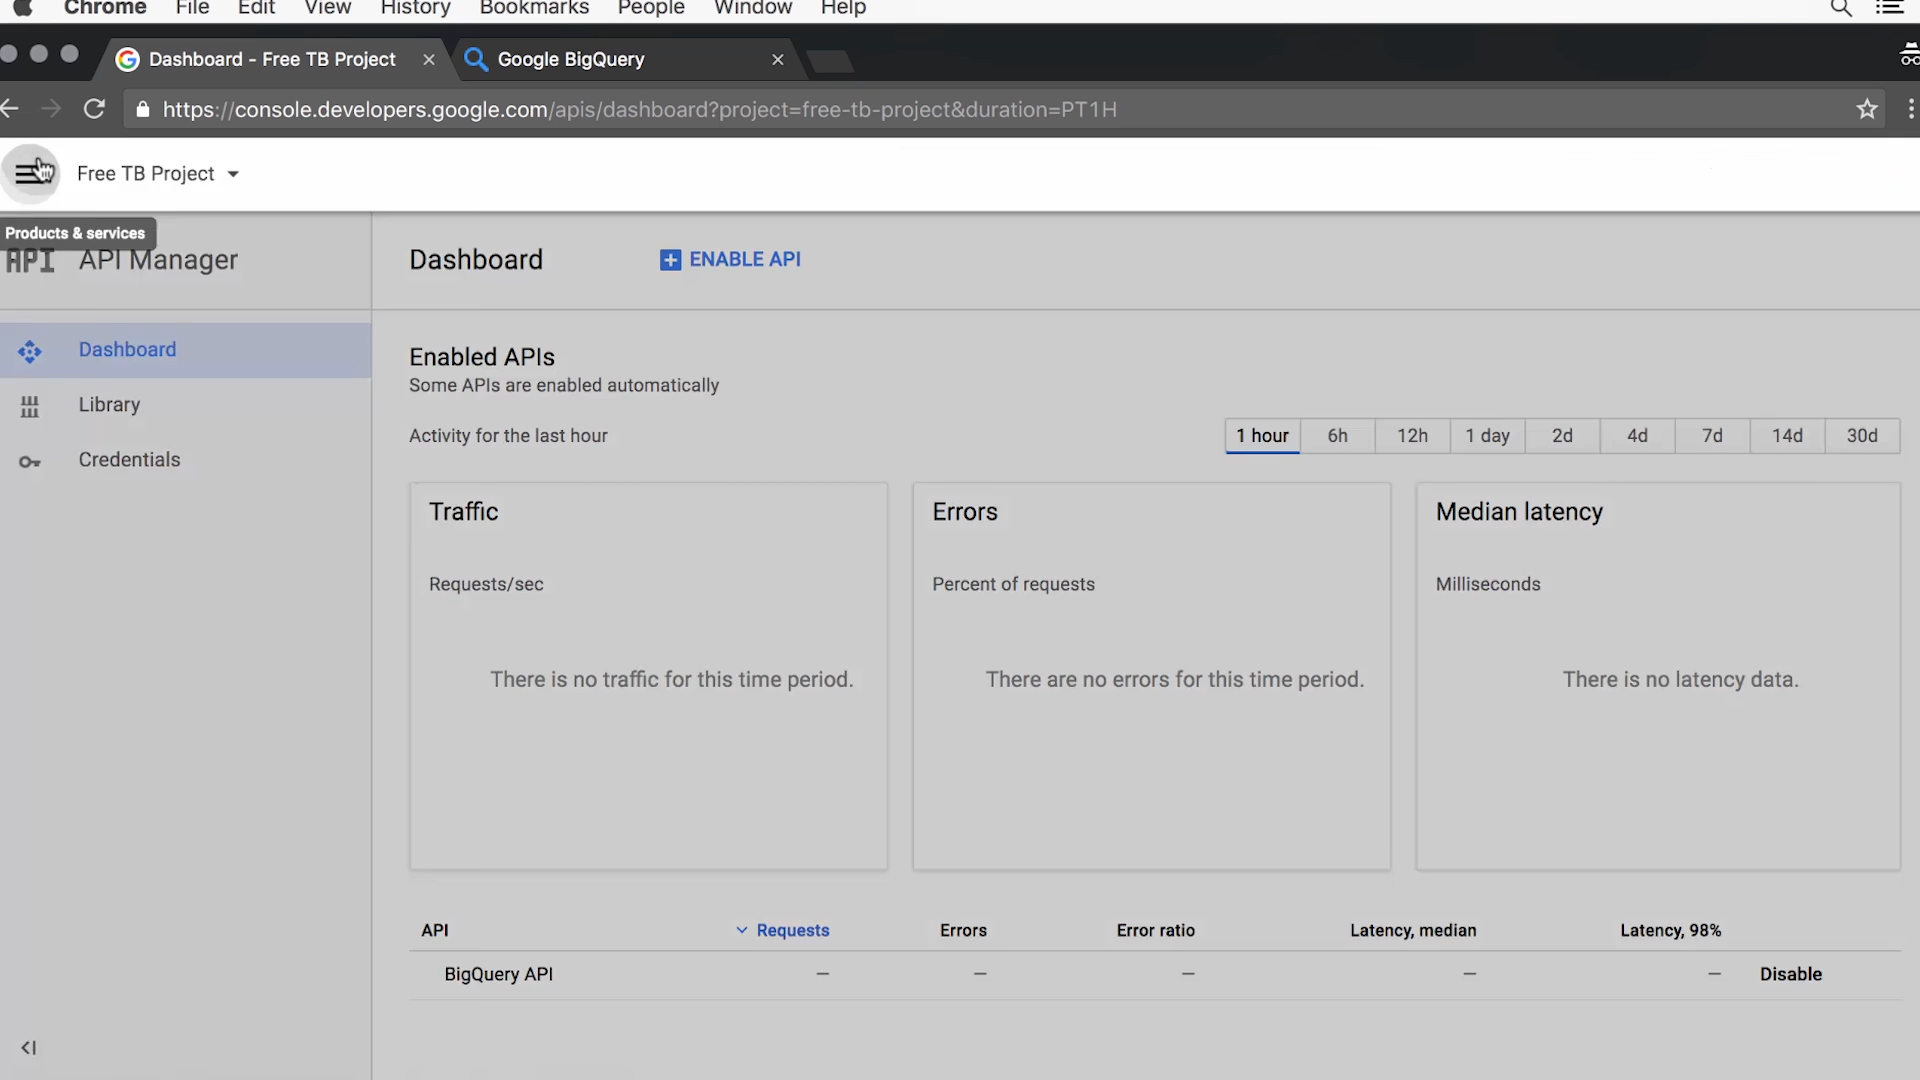 Chrome File Edit View History Bookmarks People Window Help
Dashboard - Free TB Project Google BigQuery
https://console.developers.google.com/apis/dashboard?project=free-tb-project&duration=PT1H
Free TB Project
Products & services
API API Manager
Dashboard ENABLE API
Dashboard
Library
Credentials
Enabled APIs
Some APIs are enabled automatically
Activity for the last hour
1 hour 6h 12h 1 day 2d 4d 7d 14d 30d
Traffic
Requests/sec
There is no traffic for this time period.
Errors
Percent of requests
There are no errors for this time period.
Median latency
Milliseconds
There is no latency data.
API Requests Errors Error ratio Latency, median Latency, 98%
BigQuery API – – – – – Disable